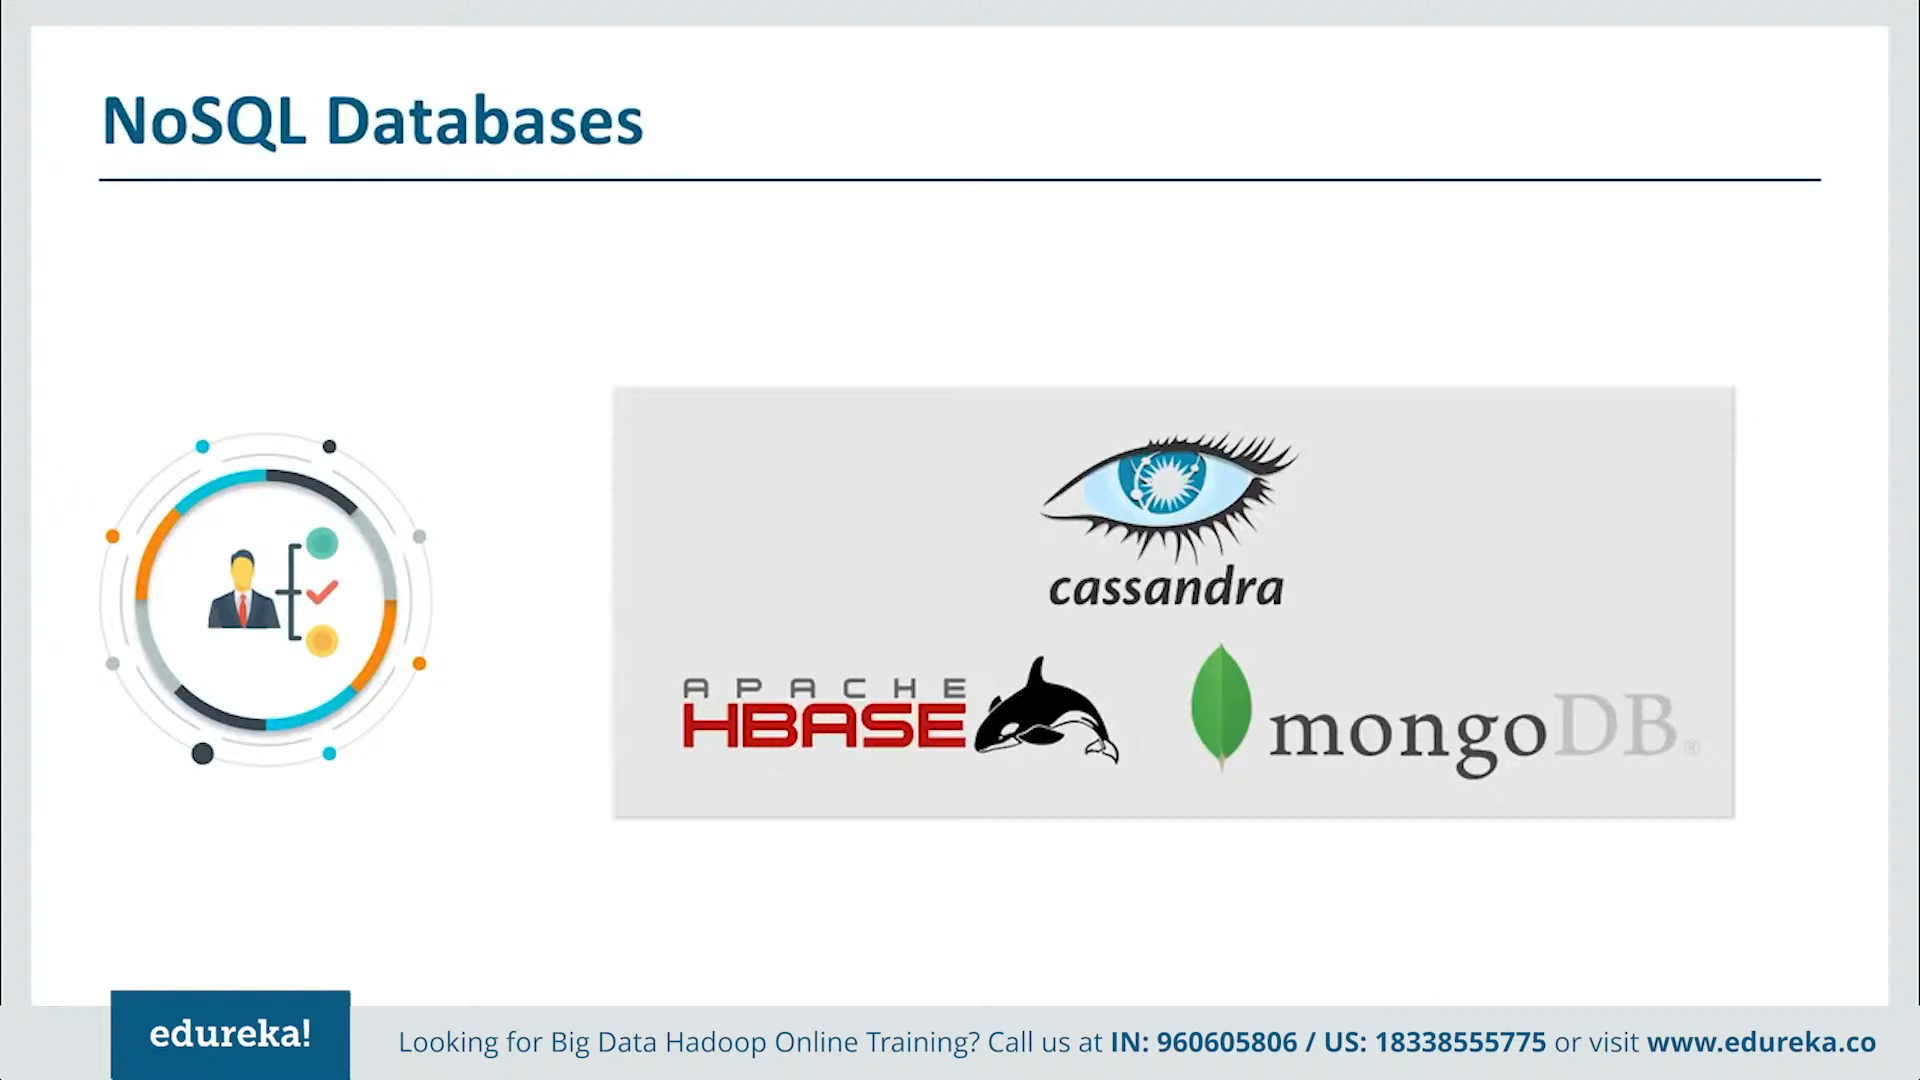 NoSQL Databases
cassandra
APACHE
HBASE
mongoDB®
edureka!
Looking for Big Data Hadoop Online Training? Call us at IN: 960605806 / US: 18338555775 or visit www.edureka.co